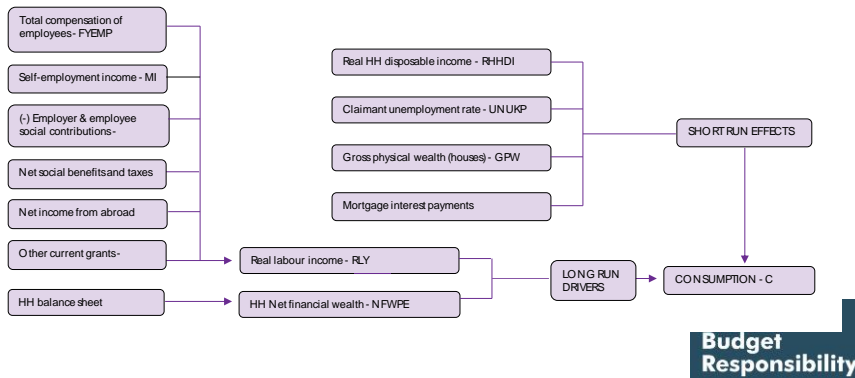 Total compensation of
employees - FYEMP
Self-employment income - MI
(-) Employer & employee
social contributions-
Net social benefits and taxes
Net income from abroad
Other current grants-
HH balance sheet
Real HH disposable income - RHHDI
Claimant unemployment rate - UNUKP
Gross physical wealth (houses) - GPW
Mortgage interest payments
SHORT RUN EFFECTS
Real labour income - RLY
HH Net financial wealth - NFWPE
LONG RUN
DRIVERS
CONSUMPTION - C
Budget
Responsibility